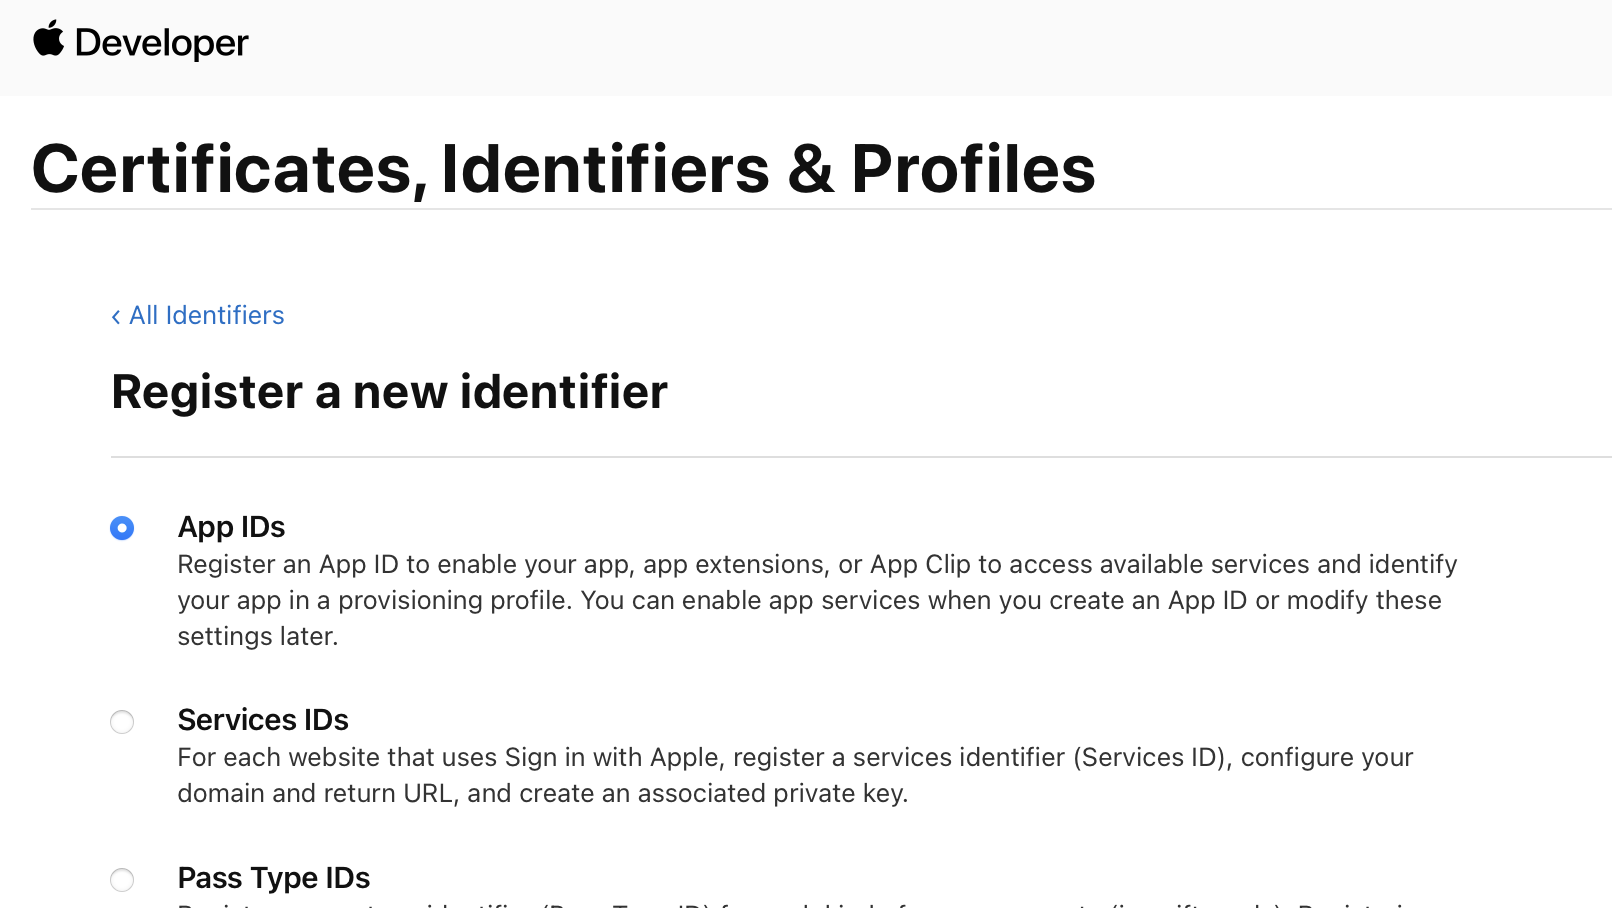 Developer
Certificates, Identifiers & Profiles
‹ All Identifiers
Register a new identifier
App IDs
Register an App ID to enable your app, app extensions, or App Clip to access available services and identify
your app in a provisioning profile. You can enable app services when you create an App ID or modify these
settings later.
Services IDs
For each website that uses Sign in with Apple, register a services identifier (Services ID), configure your
domain and return URL, and create an associated private key.
Pass Type IDs